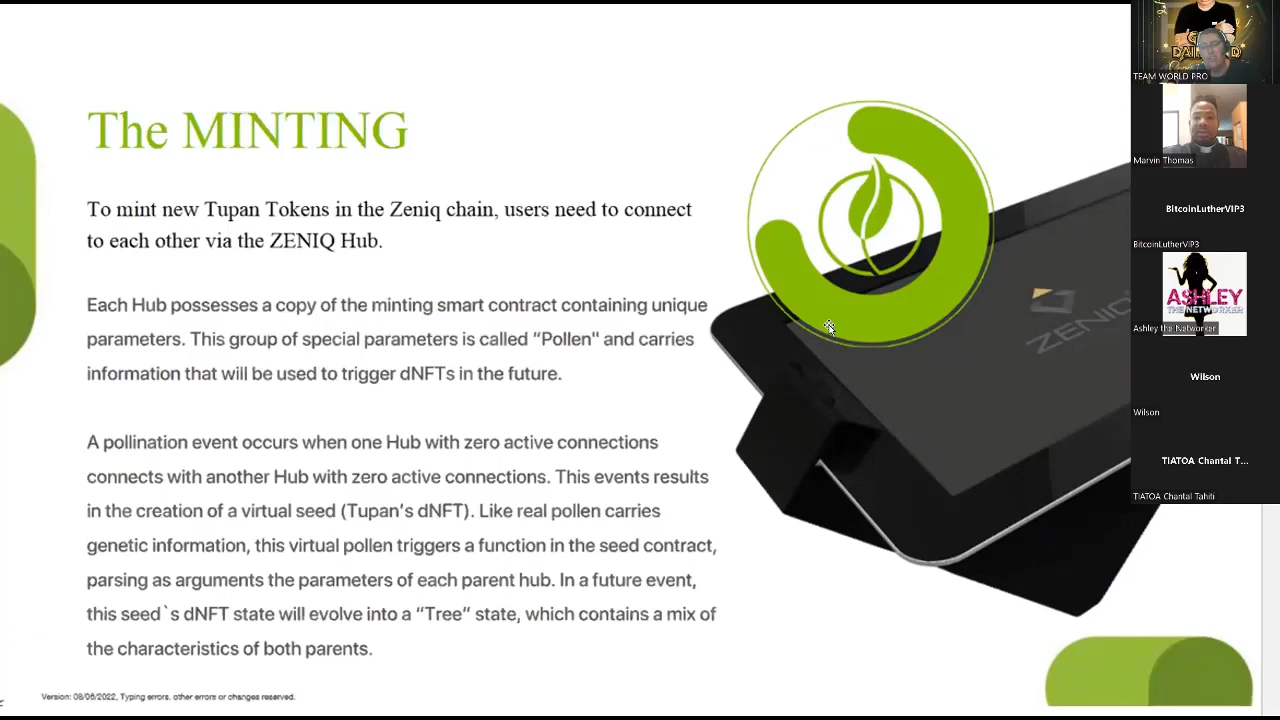 The MINTING
To mint new Tupan Tokens in the Zeniq chain, users need to connect
to each other via the ZENIQ Hub.
Each Hub possesses a copy of the minting smart contract containing unique
parameters. This group of special parameters is called “Pollen" and carries
information that will be used to trigger dNFTs in the future.
A pollination event occurs when one Hub with zero active connections
connects with another Hub with zero active connections. This events results
in the creation of a virtual seed (Tupan’s dNFT). Like real pollen carries
genetic information, this virtual pollen triggers a function in the seed contract,
parsing as arguments the parameters of each parent hub. In a future event,
this seed`s dNFT state will evolve into a “Tree” state, which contains a mix of
the characteristics of both parents.
Version: 08/06/2022, Typing errors, other errors or changes reserved.
ZENIQ
TEAM WORLD PRO
Marvin Thomas
BitcoinLutherVIP3
BitcoinLutherVIP3
ASHLEY
THE NETWORKER
Ashley the Networker
Wilson
Wilson
TIATOA Chantal T...
TIATOA Chantal Tahiti